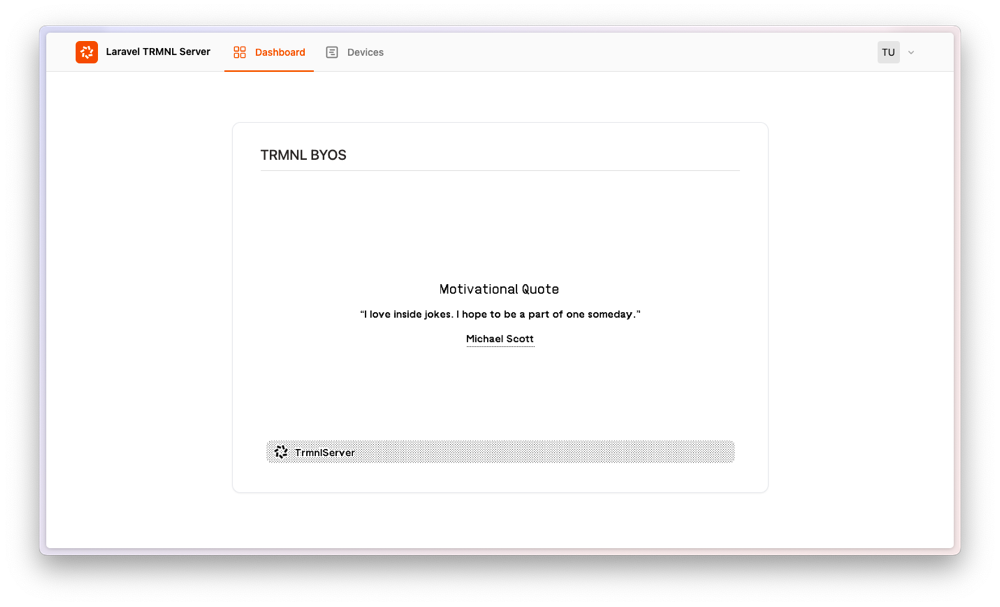 Laravel TRMNL Server Dashboard Devices TU
TRMNL BYOS
Motivational Quote
“I love inside jokes. I hope to be a part of one someday.”
Michael Scott
TrmnlServer